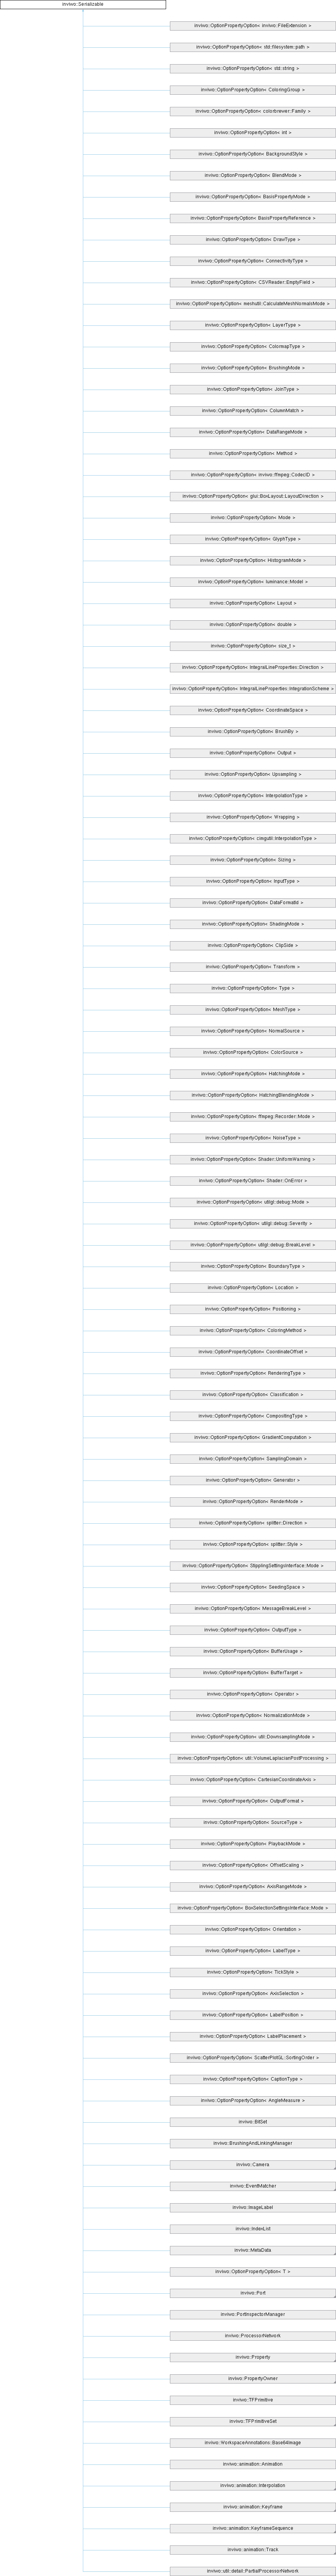 inviwo::Serializable
inviwo::OptionPropertyOption< inviwo::FileExtension >
inviwo::OptionPropertyOption< std::filesystem::path >
inviwo::OptionPropertyOption< std::string >
inviwo::OptionPropertyOption< ColoringGroup >
inviwo::OptionPropertyOption< colorbrewer::Family >
inviwo::OptionPropertyOption< int >
inviwo::OptionPropertyOption< BackgroundStyle >
inviwo::OptionPropertyOption< BlendMode >
inviwo::OptionPropertyOption< BasisPropertyMode >
inviwo::OptionPropertyOption< BasisPropertyReference >
inviwo::OptionPropertyOption< DrawType >
inviwo::OptionPropertyOption< ConnectivityType >
inviwo::OptionPropertyOption< CSVReader::EmptyField >
inviwo::OptionPropertyOption< meshutil::CalculateMeshNormalsMode >
inviwo::OptionPropertyOption< LayerType >
inviwo::OptionPropertyOption< ColormapType >
inviwo::OptionPropertyOption< BrushingMode >
inviwo::OptionPropertyOption< JoinType >
inviwo::OptionPropertyOption< ColumnMatch >
inviwo::OptionPropertyOption< DataRangeMode >
inviwo::OptionPropertyOption< Method >
inviwo::OptionPropertyOption< inviwo::ffmpeg::CodecID >
inviwo::OptionPropertyOption< glui::BoxLayout::LayoutDirection >
inviwo::OptionPropertyOption< Mode >
inviwo::OptionPropertyOption< GlyphType >
inviwo::OptionPropertyOption< HistogramMode >
inviwo::OptionPropertyOption< luminance::Model >
inviwo::OptionPropertyOption< Layout >
inviwo::OptionPropertyOption< double >
inviwo::OptionPropertyOption< size_t >
inviwo::OptionPropertyOption< IntegralLineProperties::Direction >
inviwo::OptionPropertyOption< IntegralLineProperties::IntegrationScheme >
inviwo::OptionPropertyOption< CoordinateSpace >
inviwo::OptionPropertyOption< BrushBy >
inviwo::OptionPropertyOption< Output >
inviwo::OptionPropertyOption< Upsampling >
inviwo::OptionPropertyOption< InterpolationType >
inviwo::OptionPropertyOption< Wrapping >
inviwo::OptionPropertyOption< cimgutil::InterpolationType >
inviwo::OptionPropertyOption< Sizing >
inviwo::OptionPropertyOption< InputType >
inviwo::OptionPropertyOption< DataFormatId >
inviwo::OptionPropertyOption< ShadingMode >
inviwo::OptionPropertyOption< ClipSide >
inviwo::OptionPropertyOption< Transform >
inviwo::OptionPropertyOption< Type >
inviwo::OptionPropertyOption< MeshType >
inviwo::OptionPropertyOption< NormalSource >
inviwo::OptionPropertyOption< ColorSource >
inviwo::OptionPropertyOption< HatchingMode >
inviwo::OptionPropertyOption< HatchingBlendingMode >
inviwo::OptionPropertyOption< ffmpeg::Recorder::Mode >
inviwo::OptionPropertyOption< NoiseType >
inviwo::OptionPropertyOption< Shader::UniformWarning >
inviwo::OptionPropertyOption< Shader::OnError >
inviwo::OptionPropertyOption< utilgl::debug::Mode >
inviwo::OptionPropertyOption< utilgl::debug::Severity >
inviwo::OptionPropertyOption< utilgl::debug::BreakLevel >
inviwo::OptionPropertyOption< BoundaryType >
inviwo::OptionPropertyOption< Location >
inviwo::OptionPropertyOption< Positioning >
inviwo::OptionPropertyOption< ColoringMethod >
inviwo::OptionPropertyOption< CoordinateOffset >
inviwo::OptionPropertyOption< RenderingType >
inviwo::OptionPropertyOption< Classification >
inviwo::OptionPropertyOption< CompositingType >
inviwo::OptionPropertyOption< GradientComputation >
inviwo::OptionPropertyOption< SamplingDomain >
inviwo::OptionPropertyOption< Generator >
inviwo::OptionPropertyOption< RenderMode >
inviwo::OptionPropertyOption< splitter::Direction >
inviwo::OptionPropertyOption< splitter::Style >
inviwo::OptionPropertyOption< StipplingSettingsInterface::Mode >
inviwo::OptionPropertyOption< SeedingSpace >
inviwo::OptionPropertyOption< MessageBreakLevel >
inviwo::OptionPropertyOption< OutputType >
inviwo::OptionPropertyOption< BufferUsage >
inviwo::OptionPropertyOption< BufferTarget >
inviwo::OptionPropertyOption< Operator >
inviwo::OptionPropertyOption< NormalizationMode >
inviwo::OptionPropertyOption< util::DownsamplingMode >
inviwo::OptionPropertyOption< util::VolumeLaplacianPostProcessing >
inviwo::OptionPropertyOption< CartesianCoordinateAxis >
inviwo::OptionPropertyOption< OutputFormat >
inviwo::OptionPropertyOption< SourceType >
inviwo::OptionPropertyOption< PlaybackMode >
inviwo::OptionPropertyOption< OffsetScaling >
inviwo::OptionPropertyOption< AxisRangeMode >
inviwo::OptionPropertyOption< BoxSelectionSettingsInterface::Mode >
inviwo::OptionPropertyOption< Orientation >
inviwo::OptionPropertyOption< LabelType >
inviwo::OptionPropertyOption< TickStyle >
inviwo::OptionPropertyOption< AxisSelection >
inviwo::OptionPropertyOption< LabelPosition >
inviwo::OptionPropertyOption< LabelPlacement >
inviwo::OptionPropertyOption< ScatterPlotGL::SortingOrder >
inviwo::OptionPropertyOption< CaptionType >
inviwo::OptionPropertyOption< AngleMeasure >
inviwo::BitSet
inviwo::BrushingAndLinkingManager
inviwo::Camera
inviwo::EventMatcher
inviwo::ImageLabel
inviwo::IndexList
inviwo::MetaData
inviwo::OptionPropertyOption< T >
inviwo::Port
inviwo::PortInspectorManager
inviwo::ProcessorNetwork
inviwo::Property
inviwo::PropertyOwner
inviwo::TFPrimitive
inviwo::TFPrimitiveSet
inviwo::WorkspaceAnnotations::Base64Image
inviwo::animation::Animation
inviwo::animation::Interpolation
inviwo::animation::Keyframe
inviwo::animation::KeyframeSequence
inviwo::animation::Track
inviwo::util::detail::PartialProcessorNetwork